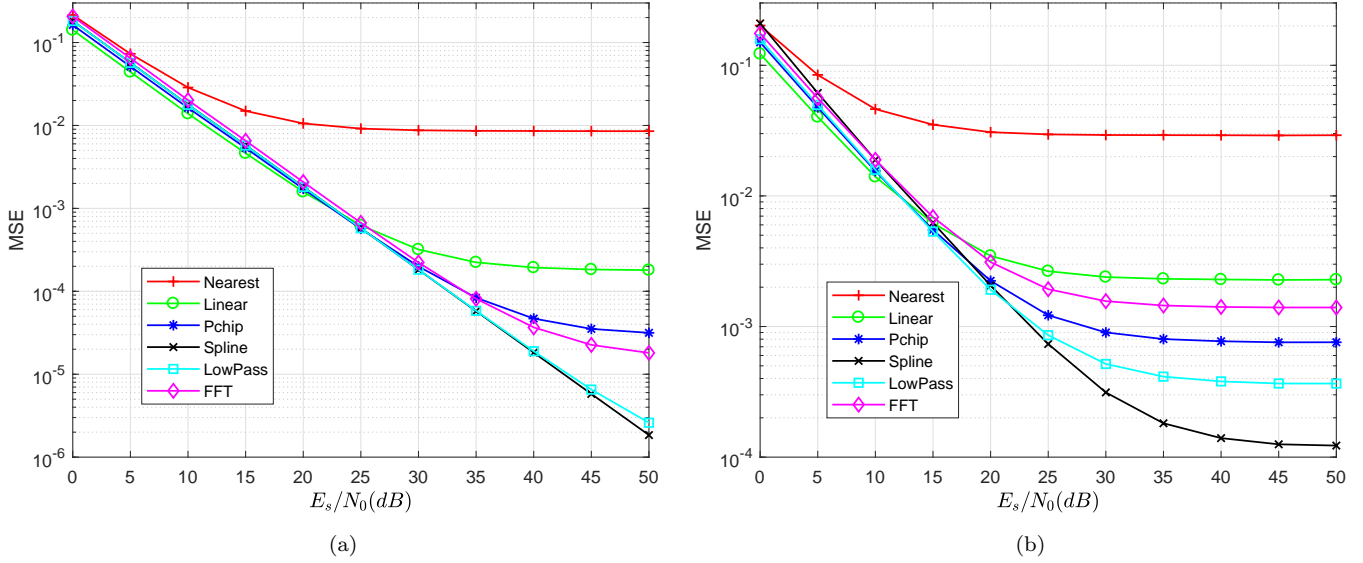 10^-1
10^-2
10^-3
10^-4
10^-5
10^-6
MSE
0 5 10 15 20 25 30 35 40 45 50
E_s/N_0(dB)
Nearest
Linear
Pchip
Spline
LowPass
FFT
(a)
10^-1
10^-2
10^-3
10^-4
MSE
0 5 10 15 20 25 30 35 40 45 50
E_s/N_0(dB)
Nearest
Linear
Pchip
Spline
LowPass
FFT
(b)